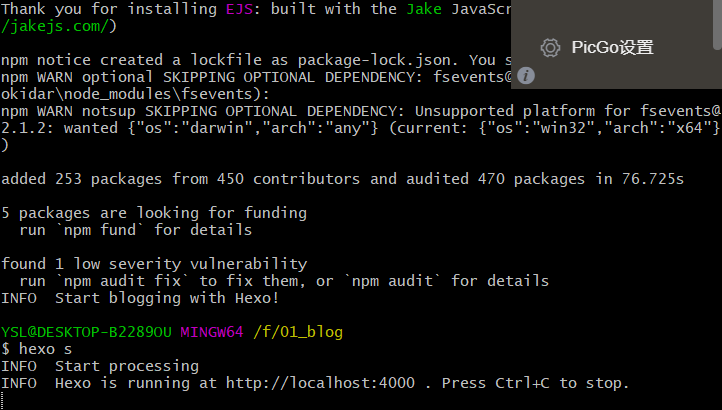 Thank you for installing EJS: built with the Jake JavaScr
/jakejs.com/)
PicGo设置
npm notice created a lockfile as package-lock.json. You s
npm WARN optional SKIPPING OPTIONAL DEPENDENCY: fsevents@
okidar\node_modules\fsevents):
npm WARN notsup SKIPPING OPTIONAL DEPENDENCY: Unsupported platform for fsevents@
2.1.2: wanted {"os":"darwin","arch":"any"} (current: {"os":"win32","arch":"x64"}
)
added 253 packages from 450 contributors and audited 470 packages in 76.725s
5 packages are looking for funding
run `npm fund` for details
found 1 low severity vulnerability
run `npm audit fix` to fix them, or `npm audit` for details
INFO  Start blogging with Hexo!
YSL@DESKTOP-B2289OU MINGW64 /f/01_blog
$ hexo s
INFO  Start processing
INFO  Hexo is running at http://localhost:4000 . Press Ctrl+C to stop.